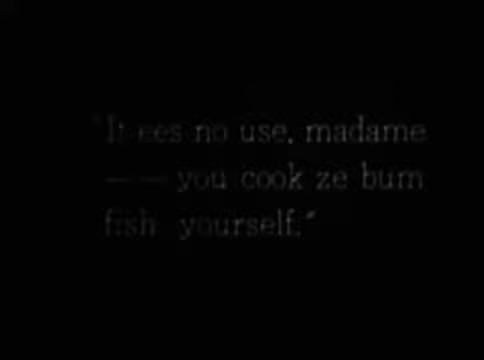 "It ees no use, madame
——you cook ze bum
fish yourself."